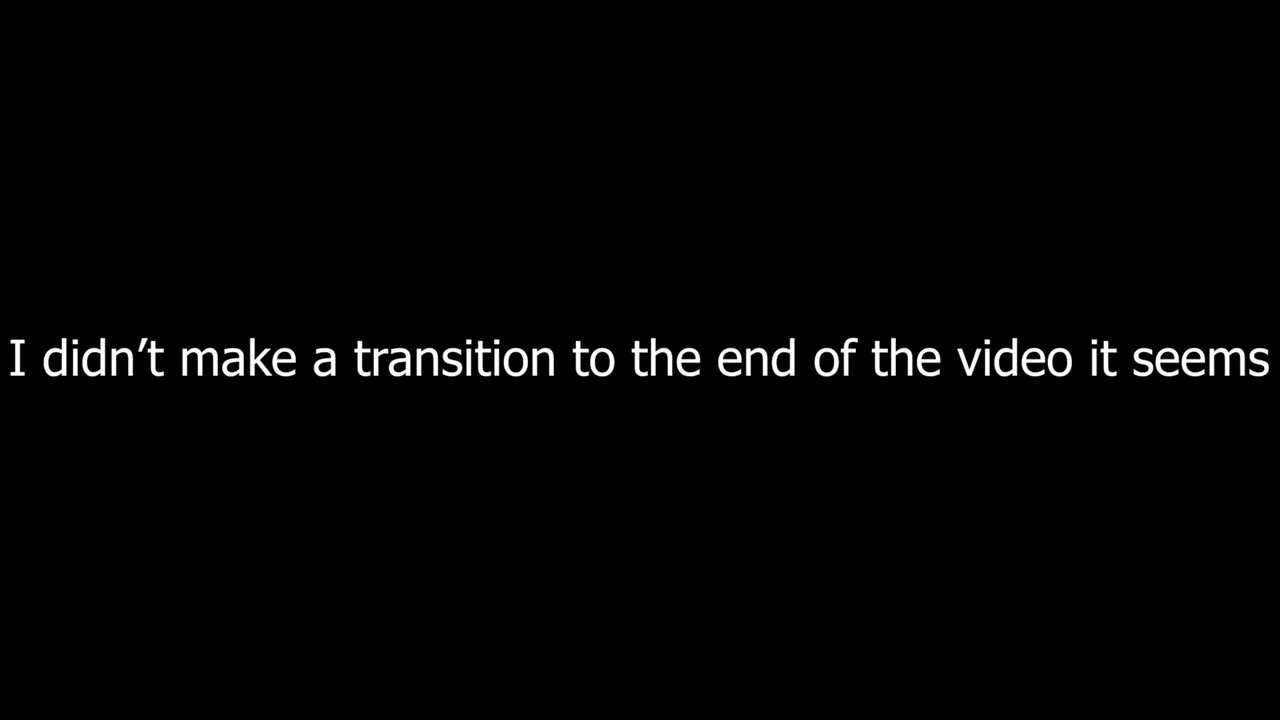 I didn’t make a transition to the end of the video it seems